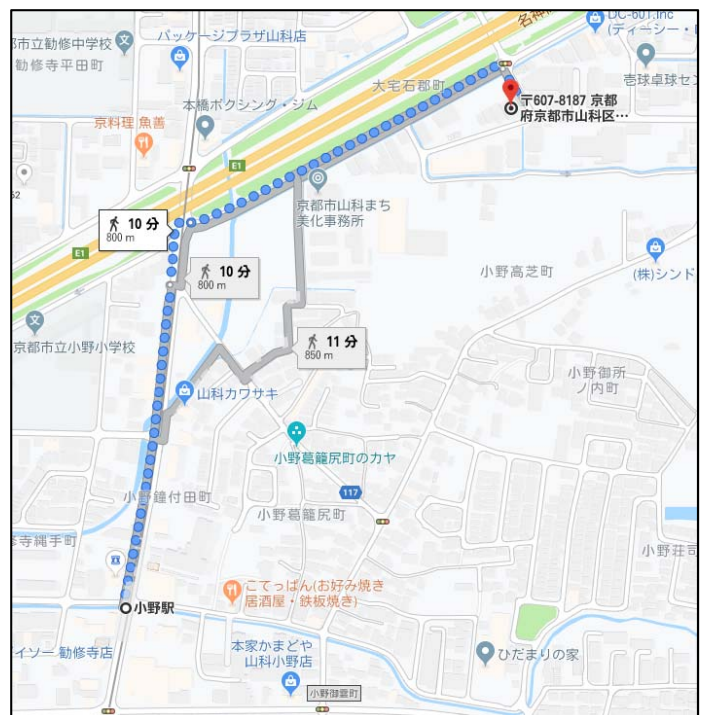 都市立勧修中学校
勧修寺平田町
パッケージプラザ山科店
名神
DC-601.Inc
(ディーシー・
大宅石郡町
壱球卓球セン
本橋ボクシング・ジム
〒607-8187 京都
府京都市山科区…
京料理 魚善
E1
京都市山科まち
美化事務所
10 分
800 m
E1
10 分
800 m
小野高芝町
(株)シンド
京都市立小野小学校
11 分
850 m
小野御所
ノ内町
山科カワサキ
小野葛籠尻町のカヤ
117
小野鐘付田町
小野葛籠尻町
修寺縄手町
小野荘司
こてっぱん(お好み焼き
居酒屋・鉄板焼き)
小野駅
イソー 勧修寺店
本家かまどや
山科小野店
ひだまりの家
小野御霊町